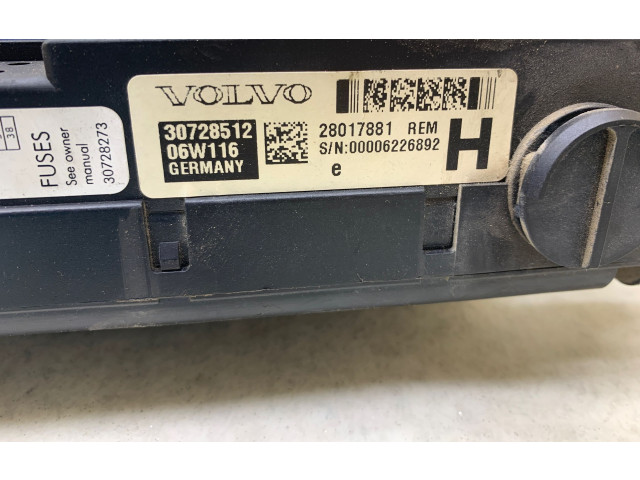 VOLVO
30728512
06W116
GERMANY
28017881 REM
S/N:00006226892
e
H
38
FUSES
See owner
manual
30728273